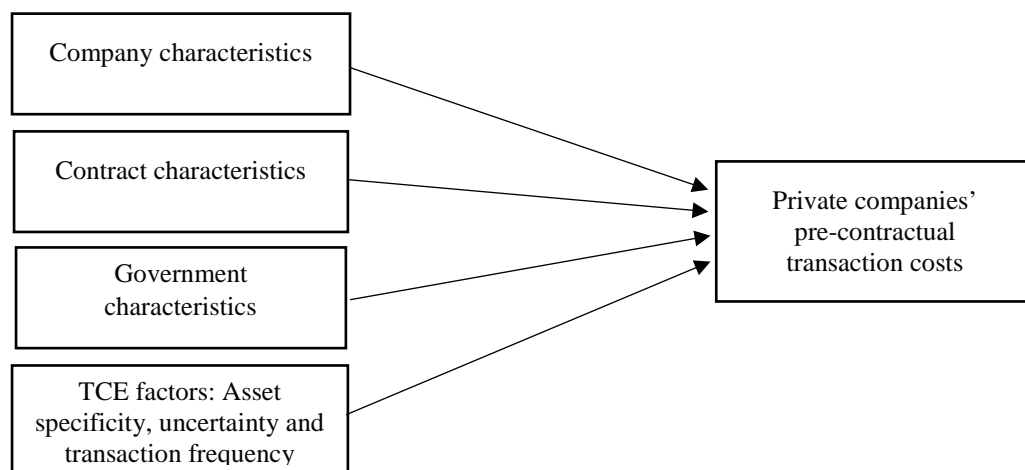 Company characteristics
Contract characteristics
Government
characteristics
TCE factors: Asset
specificity, uncertainty and
transaction frequency
Private companies’
pre-contractual
transaction costs